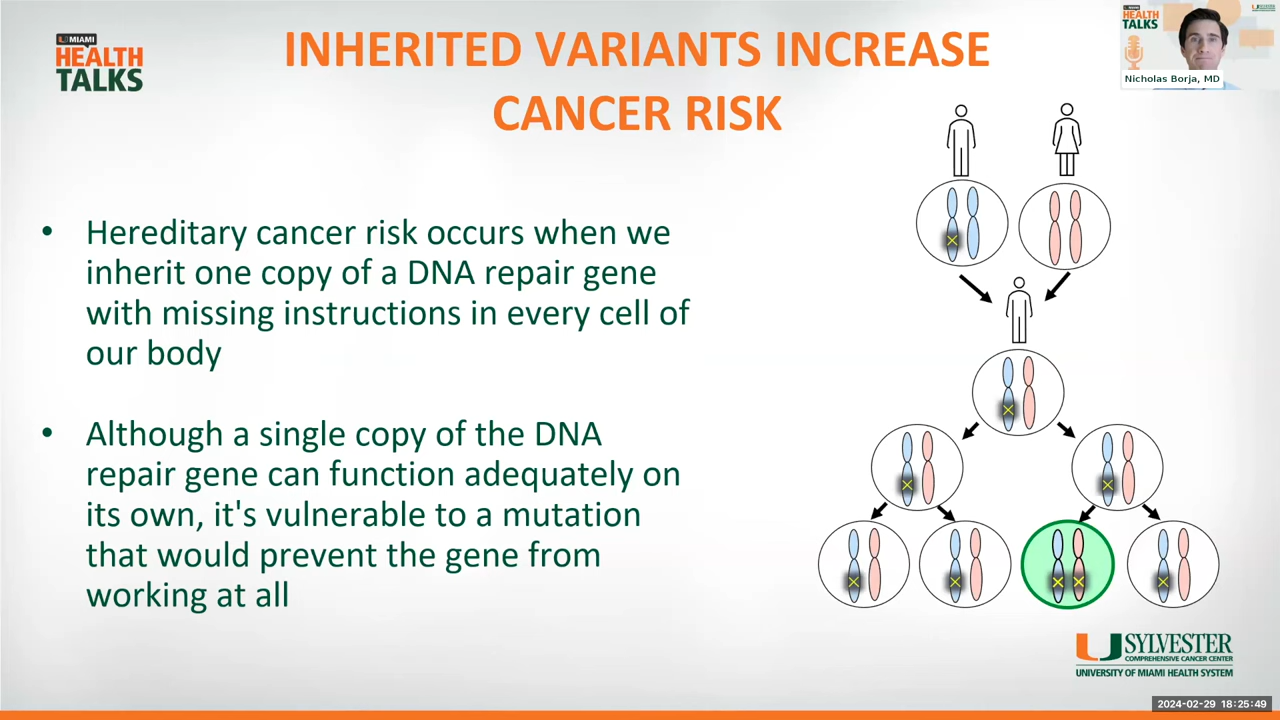 MIAMI
HEALTH
TALKS
INHERITED VARIANTS INCREASE
CANCER RISK
MIAMI
HEALTH
TALKS
SYLVESTER
Nicholas Borja, MD
• Hereditary cancer risk occurs when we
inherit one copy of a DNA repair gene
with missing instructions in every cell of
our body
• Although a single copy of the DNA
repair gene can function adequately on
its own, it's vulnerable to a mutation
that would prevent the gene from
working at all
SYLVESTER
COMPREHENSIVE CANCER CENTER
UNIVERSITY OF MIAMI HEALTH SYSTEM
2024-02-29 18:25:49